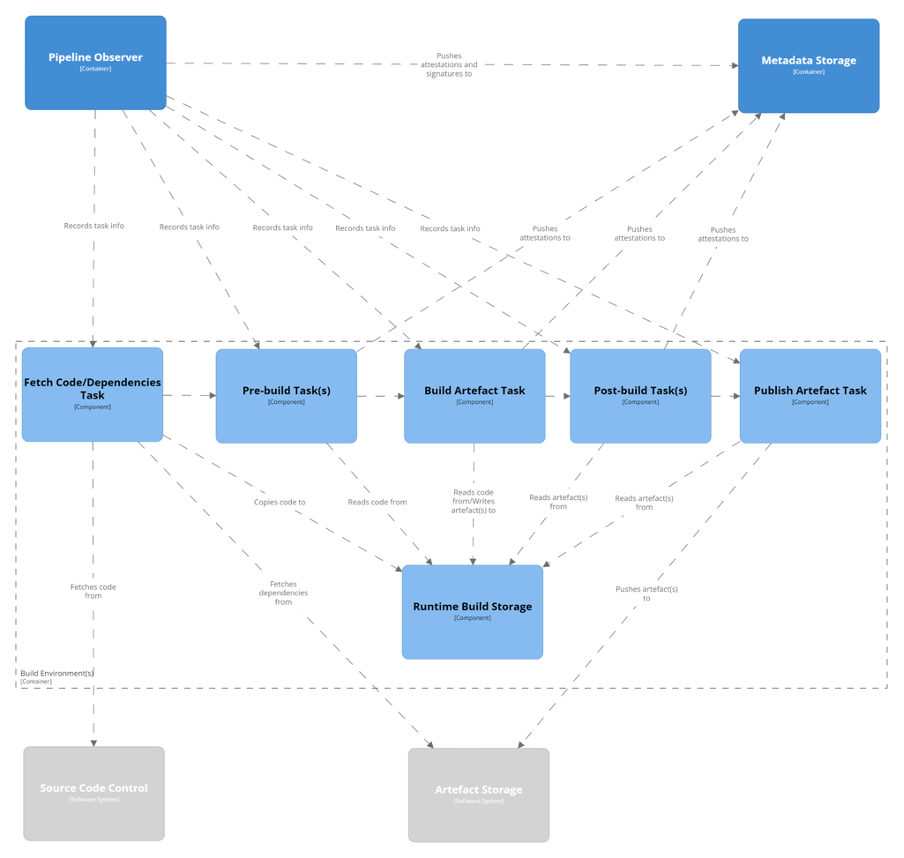 Pipeline Observer
[Container]
Pushes
attestations and
signatures to
Metadata Storage
[Container]
Records task info
Records task info
Records task info
Records task info
Records task info
Pushes
attestations to
Pushes
attestations to
Pushes
attestations to
Fetch Code/Dependencies
Task
[Component]
Pre-build Task(s)
[Component]
Build Artefact Task
[Component]
Post-build Task(s)
[Component]
Publish Artefact Task
[Component]
Copies code to
Reads code from
Reads code
from/Writes
artefact(s) to
Reads artefact(s)
from
Reads artefact(s)
from
Fetches code
from
Fetches
dependencies
from
Pushes artefact(s)
to
Runtime Build Storage
[Component]
Build Environment(s)
[Container]
Source Code Control
[Software System]
Artefact Storage
[Software System]